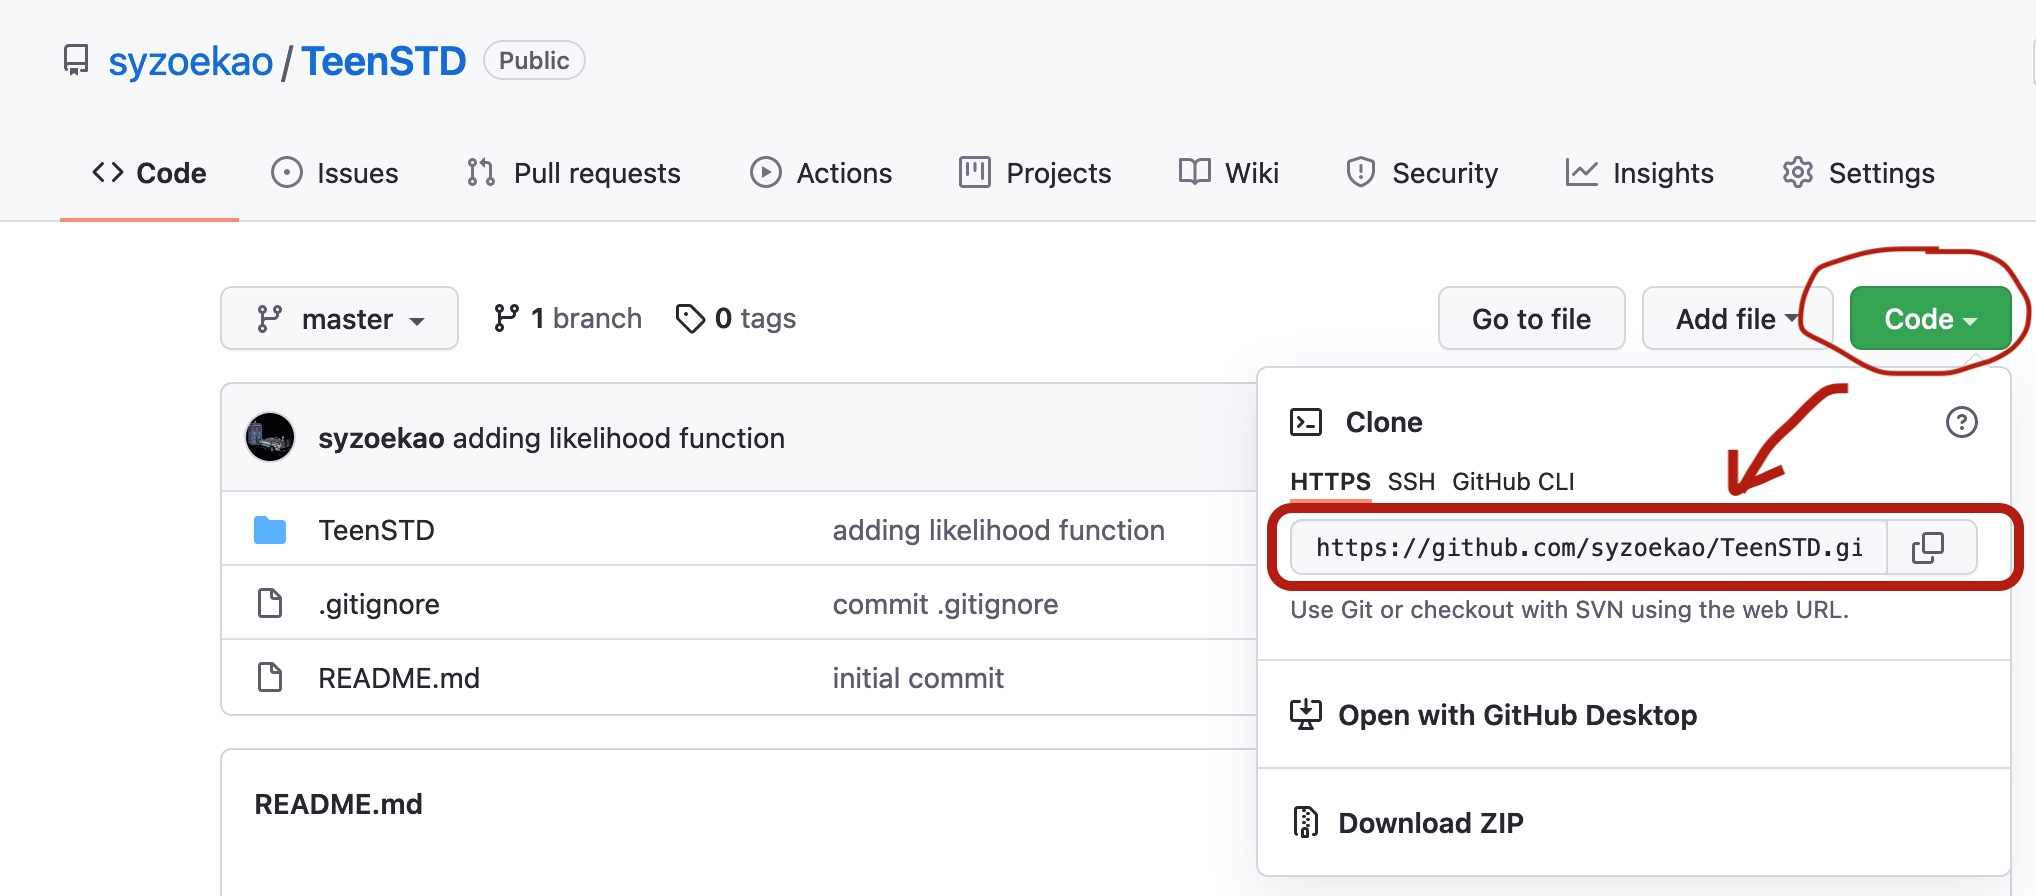 syzoekao / TeenSTD Public
Code Issues Pull requests Actions Projects Wiki Security Insights Settings
master 1 branch 0 tags Go to file Add file Code
syzoekao adding likelihood function
TeenSTD adding likelihood function
.gitignore commit .gitignore
README.md initial commit
README.md
Clone
HTTPS SSH GitHub CLI
https://github.com/syzoekao/TeenSTD.gi
Use Git or checkout with SVN using the web URL.
Open with GitHub Desktop
Download ZIP